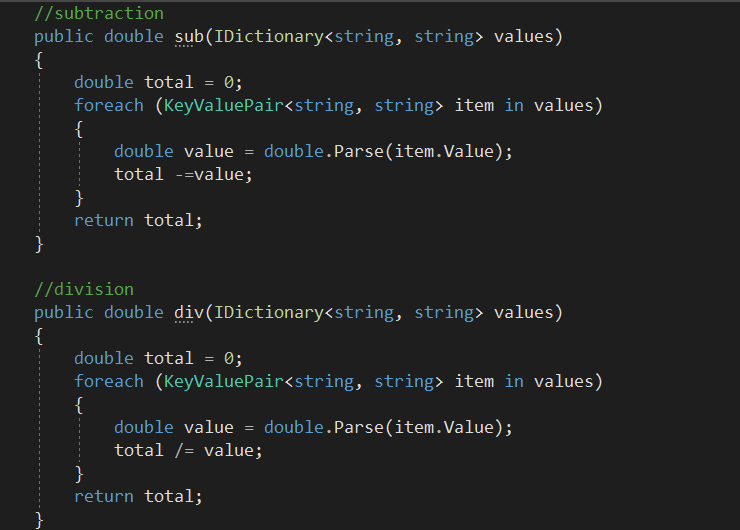 //subtraction
public double sub(IDictionary<string, string> values)
{
double total = 0;
foreach (KeyValuePair<string, string> item in values)
{
double value = double.Parse(item.Value);
total -=value;
}
return total;
}
//division
public double div(IDictionary<string, string> values)
{
double total = 0;
foreach (KeyValuePair<string, string> item in values)
{
double value = double.Parse(item.Value);
total /= value;
}
return total;
}